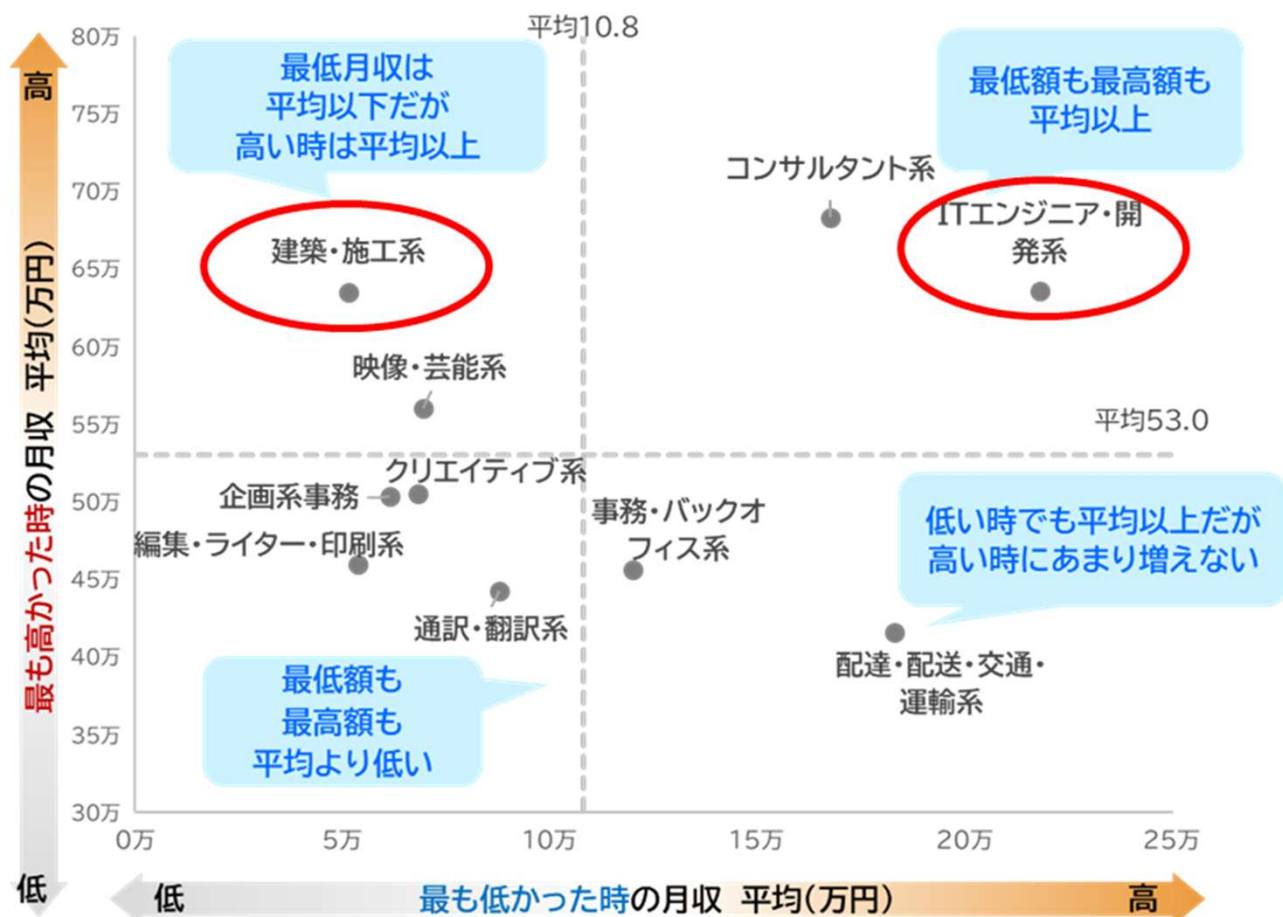 平均10.8
80万
75万
70万
65万
60万
55万
50万
45万
40万
35万
30万
0万
5万
10万
15万
20万
25万
高
最も高かった時の月収 平均(万円)
低
最低月収は
平均以下だが
高い時は平均以上
最低額も最高額も
平均以上
コンサルタント系
ITエンジニア・開
発系
建築・施工系
映像・芸能系
平均53.0
クリエイティブ系
企画系事務
編集・ライター・印刷系
事務・バックオ
フィス系
低い時でも平均以上だが
高い時にあまり増えない
通訳・翻訳系
配達・配送・交通・
運輸系
最低額も
最高額も
平均より低い
低
最も低かった時の月収 平均(万円)
高